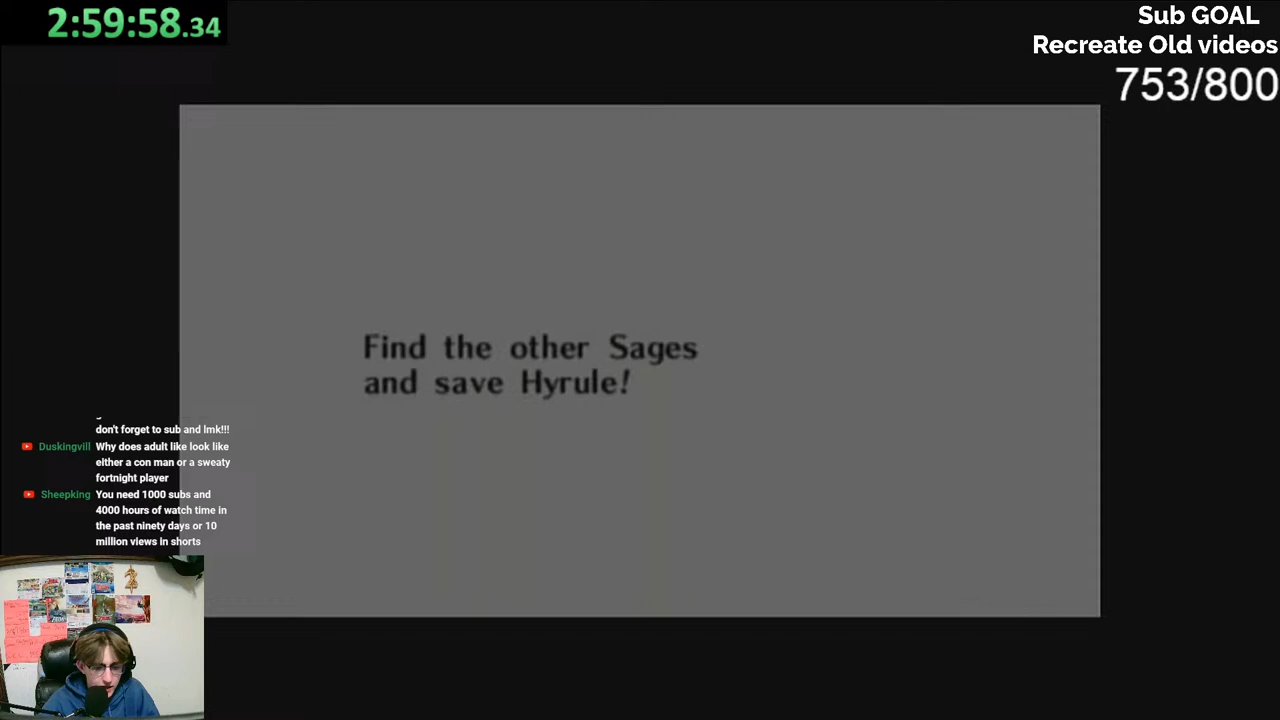 2:59:58.34
Sub GOAL
Recreate Old videos
753/800
Find the other Sages
and save Hyrule!
don't forget to sub and lmk!!!
Duskingvill Why does adult like look like
either a con man or a sweaty
fortnight player
Sheepking You need 1000 subs and
4000 hours of watch time in
the past ninety days or 10
million views in shorts